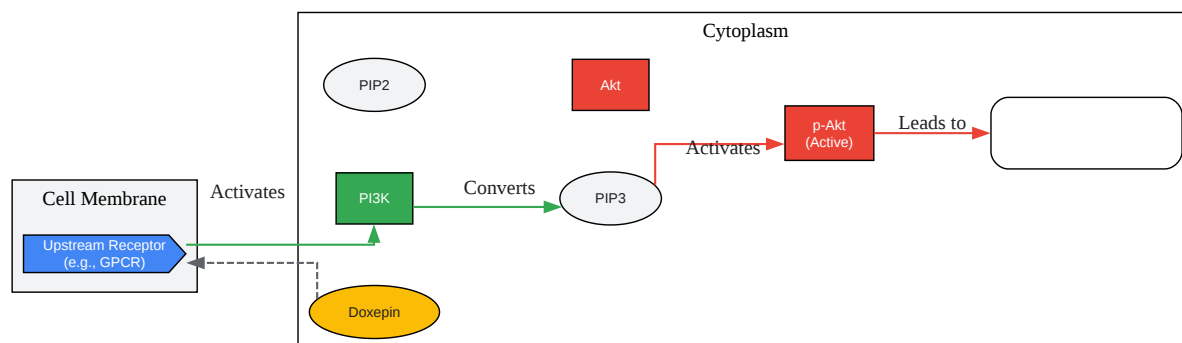 Cytoplasm
PIP2
Akt
p-Akt
(Active)
Leads to
Activates
Cell Membrane
Activates
PI3K
Converts
PIP3
Upstream Receptor
(e.g., GPCR)
Doxepin